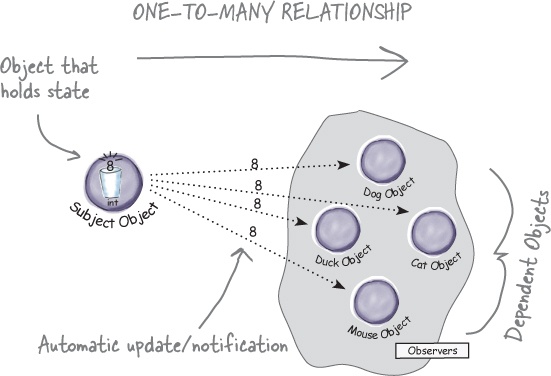 ONE-TO-MANY RELATIONSHIP
Object that
holds state
8
int
Subject Object
8
8
8
8
Dog Object
Duck Object
Cat Object
Mouse Object
Observers
Dependent Objects
Automatic update/notification